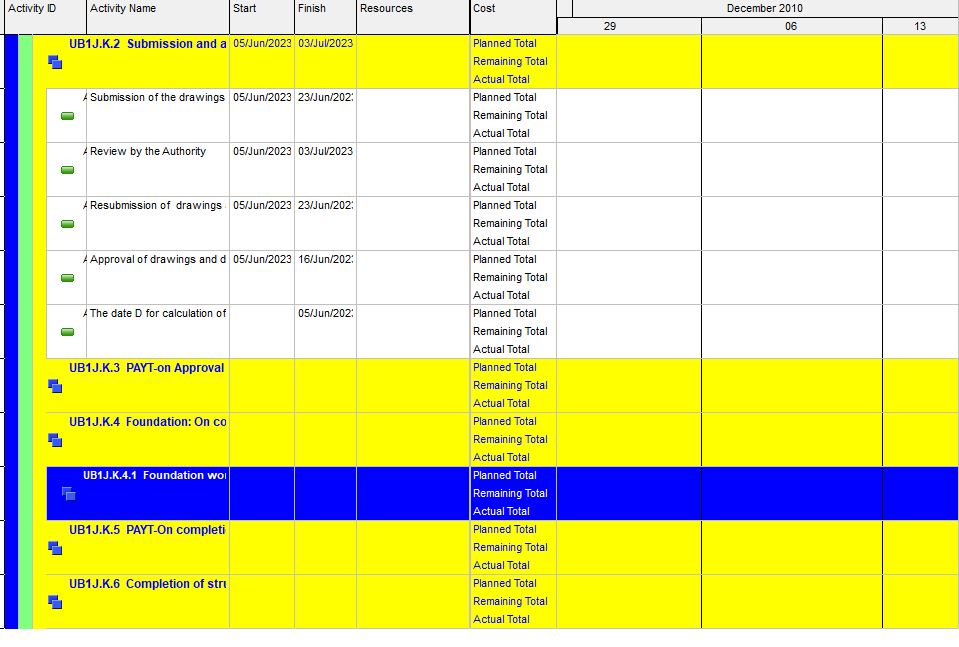 Activity ID Activity Name Start Finish Resources Cost December 2010
29 06 13
UB1J.K.2 Submission and a 05/Jun/2023 03/Jul/2023 Planned Total
Remaining Total
Actual Total
Submission of the drawings 05/Jun/2023 23/Jun/202 Planned Total
Remaining Total
Actual Total
Review by the Authority 05/Jun/2023 03/Jul/2023 Planned Total
Remaining Total
Actual Total
Resubmission of drawings 05/Jun/2023 23/Jun/202 Planned Total
Remaining Total
Actual Total
Approval of drawings and d 05/Jun/2023 16/Jun/202 Planned Total
Remaining Total
Actual Total
The date D for calculation of 05/Jun/202 Planned Total
Remaining Total
Actual Total
UB1J.K.3 PAYT-on Approval Planned Total
Remaining Total
Actual Total
UB1J.K.4 Foundation: On co Planned Total
Remaining Total
Actual Total
UB1J.K.4.1 Foundation wor Planned Total
Remaining Total
Actual Total
UB1J.K.5 PAYT-On completi Planned Total
Remaining Total
Actual Total
UB1J.K.6 Completion of stru Planned Total
Remaining Total
Actual Total